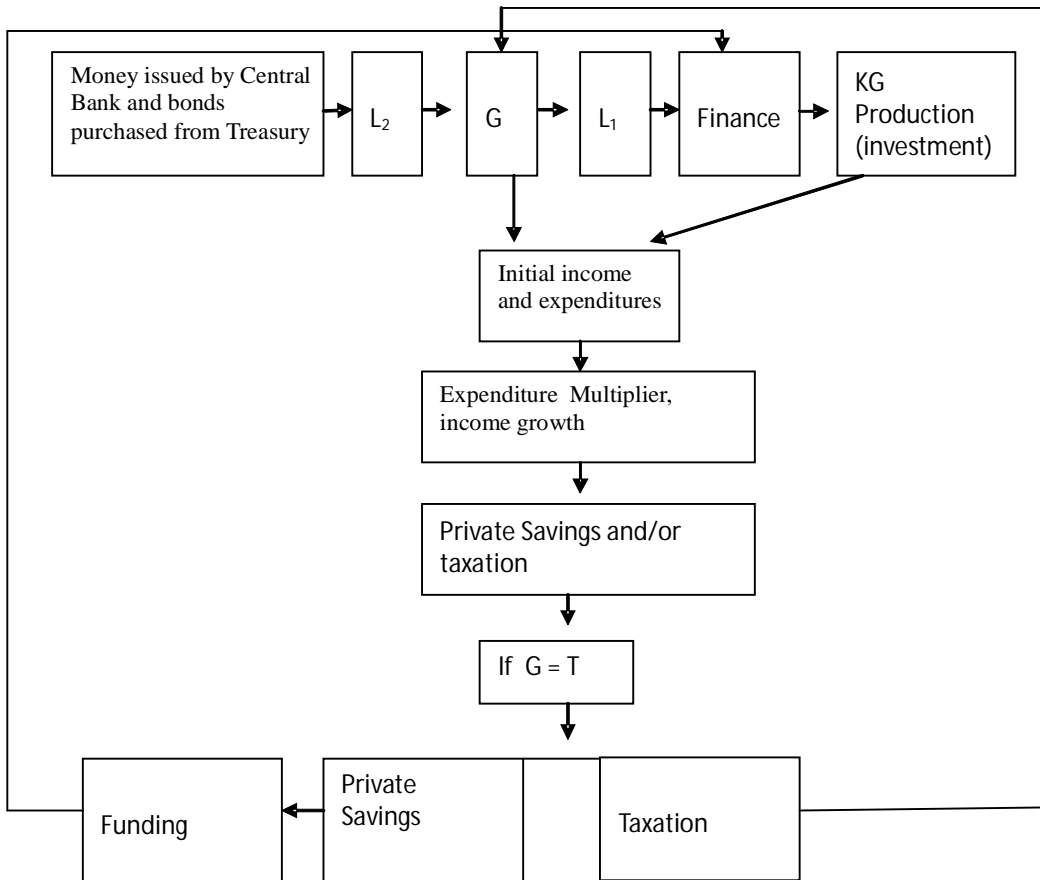 Money issued by Central
Bank and bonds
purchased from Treasury
L₂
G
L₁
Finance
KG
Production
(investment)
Initial income
and expenditures
Expenditure Multiplier,
income growth
Private Savings and/or
taxation
If G = T
Funding
Private
Savings
Taxation